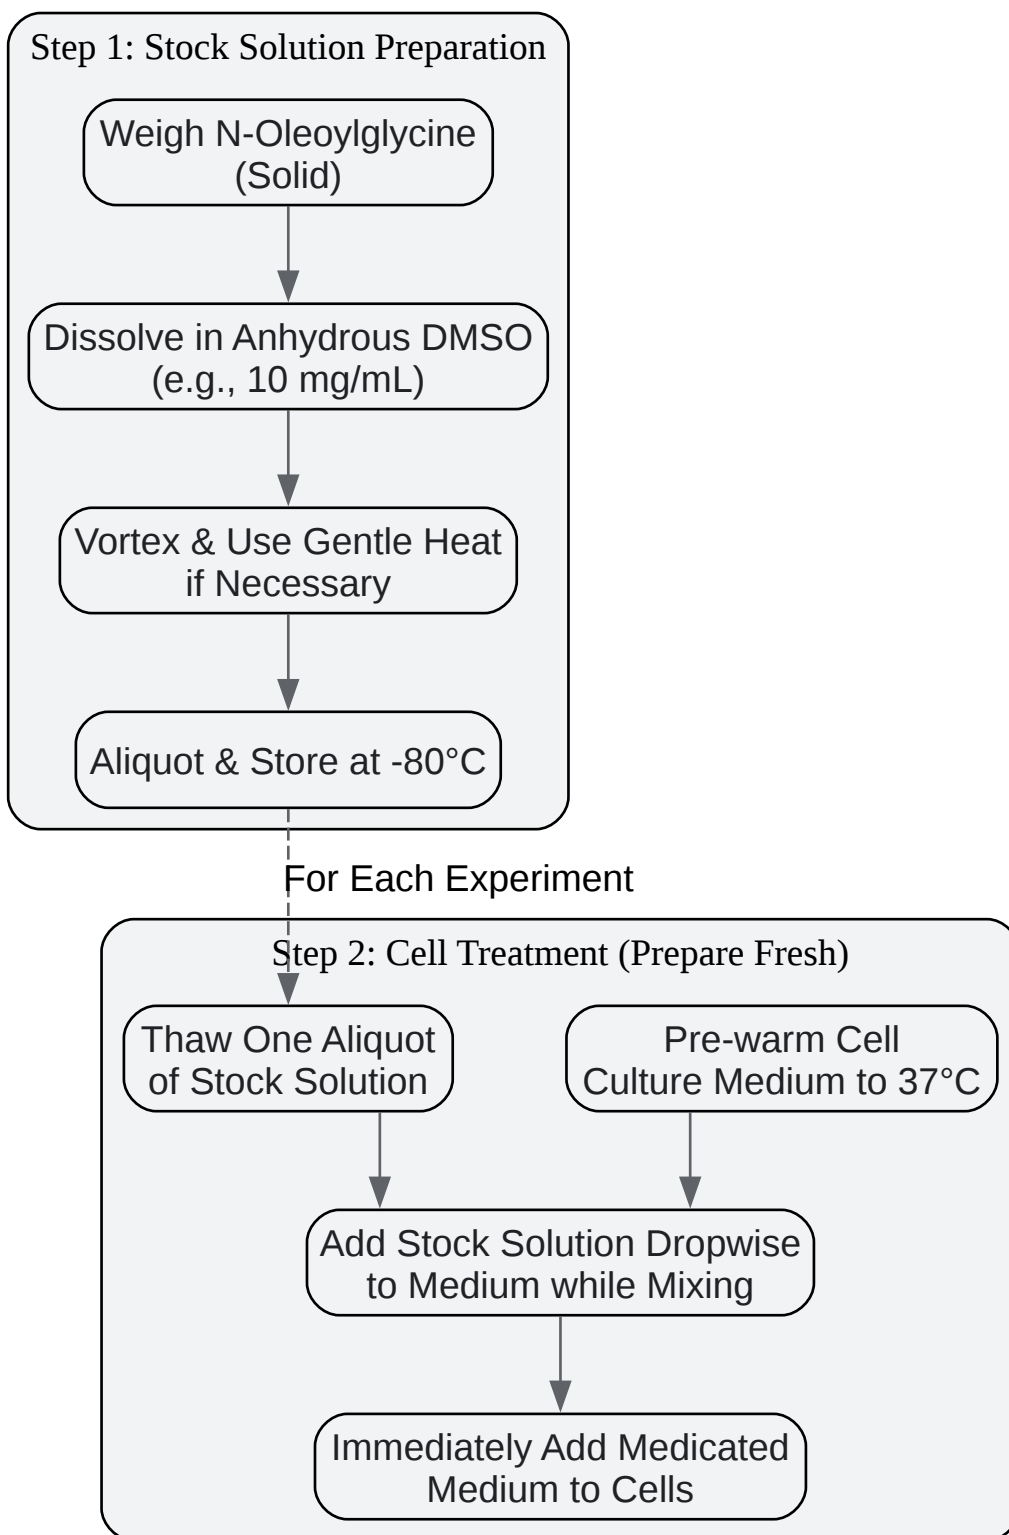 Step 1: Stock Solution Preparation
Weigh N-Oleoylglycine
(Solid)
Dissolve in Anhydrous DMSO
(e.g., 10 mg/mL)
Vortex & Use Gentle Heat
if Necessary
Aliquot & Store at -80°C
For Each Experiment
Step 2: Cell Treatment (Prepare Fresh)
Thaw One Aliquot
of Stock Solution
Pre-warm Cell
Culture Medium to 37°C
Add Stock Solution Dropwise
to Medium while Mixing
Immediately Add Medicated
Medium to Cells